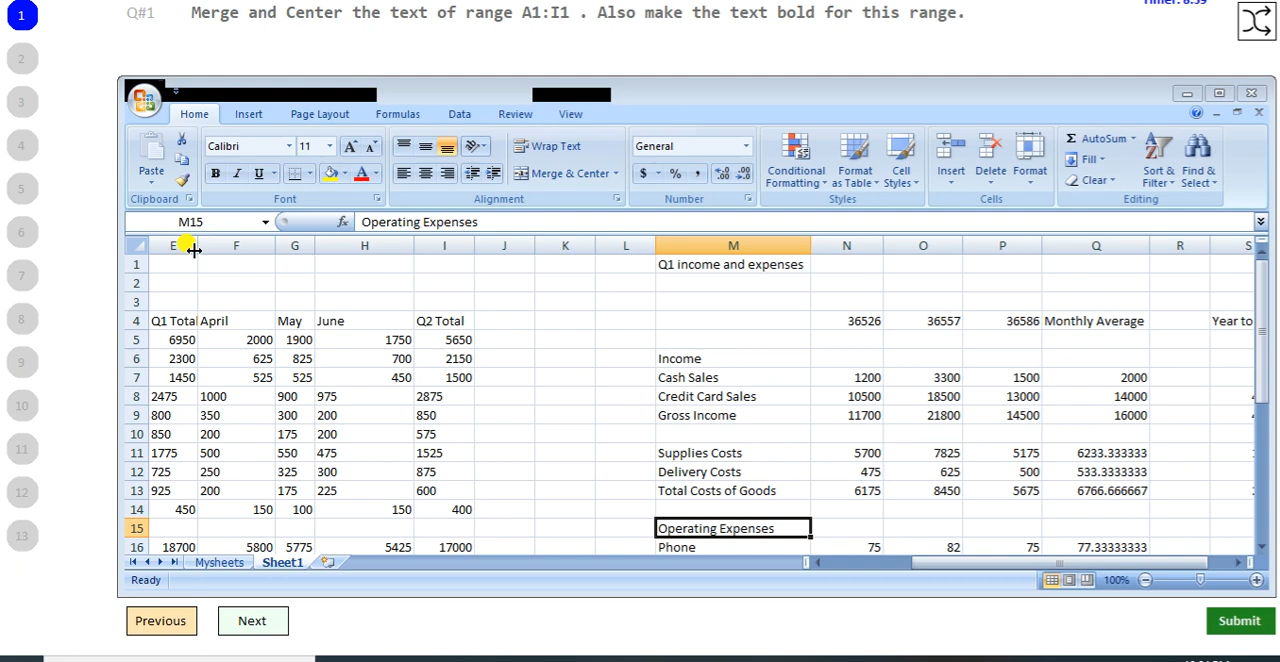 1 Q#1 Merge and Center the text of range A1:I1 . Also make the text bold for this range.
2
3
4
5
6
7
8
9
10
11
12
13
Home Insert Page Layout Formulas Data Review View
Paste
Clipboard
Calibri 11 A A
B I U A
Font
Wrap Text
Merge & Center
Alignment
General
$ % ,
Number
Conditional Formatting
Format as Table
Cell Styles
Styles
Insert Delete Format
Cells
AutoSum
Fill
Clear
Sort & Filter
Find & Select
Editing
M15 fx Operating Expenses
E F G H I J K L M N O P Q R S
1 Q1 income and expenses
2
3
4 Q1 Total April May June Q2 Total 36526 36557 36586 Monthly Average Year to
5 6950 2000 1900 1750 5650
6 2300 625 825 700 2150 Income
7 1450 525 525 450 1500 Cash Sales 1200 3300 1500 2000
8 2475 1000 900 975 2875 Credit Card Sales 10500 18500 13000 14000
9 800 350 300 200 850 Gross Income 11700 21800 14500 16000
10 850 200 175 200 575
11 1775 500 550 475 1525 Supplies Costs 5700 7825 5175 6233.333333
12 725 250 325 300 875 Delivery Costs 475 625 500 533.3333333
13 925 200 175 225 600 Total Costs of Goods 6175 8450 5675 6766.666667
14 450 150 100 150 400
15 Operating Expenses
16 18700 5800 5775 5425 17000 Phone 75 82 75 77.33333333
Mysheets Sheet1
Ready 100%
Previous Next Submit